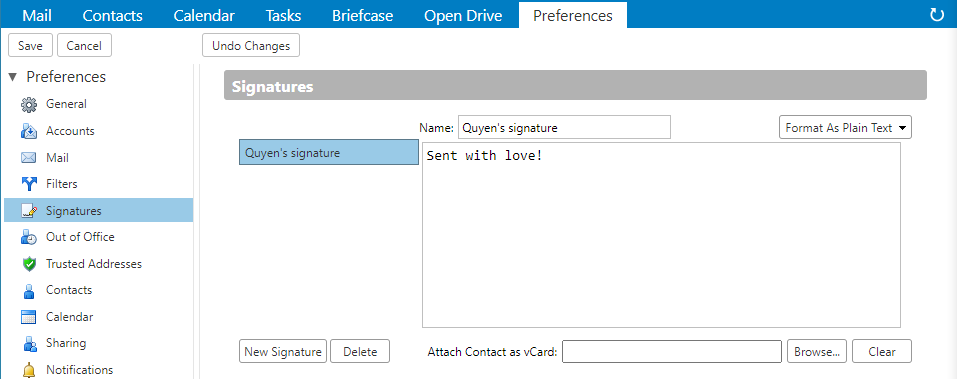 Mail Contacts Calendar Tasks Briefcase Open Drive Preferences
Save Cancel Undo Changes
Preferences
General
Accounts
Mail
Filters
Signatures
Out of Office
Trusted Addresses
Contacts
Calendar
Sharing
Notifications
Signatures
Name: Quyen's signature Format As Plain Text
Quyen's signature
Sent with love!
New Signature Delete Attach Contact as vCard: Browse... Clear